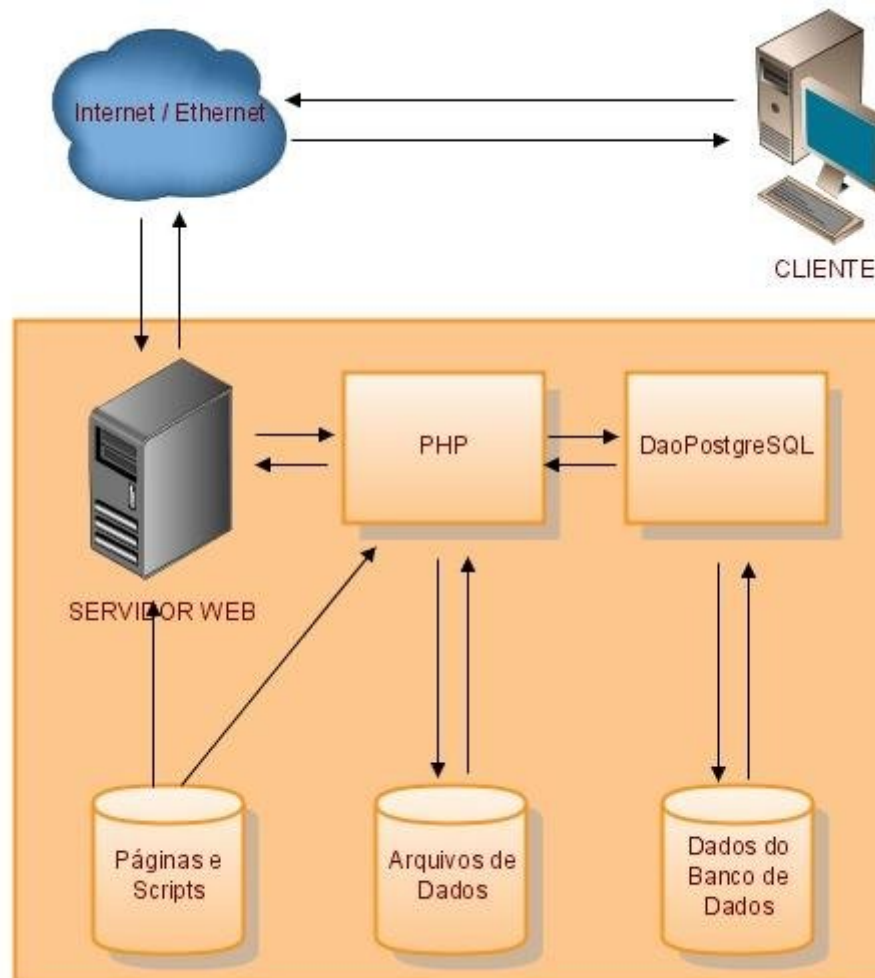 Internet / Ethernet
CLIENTE
PHP
DaoPostgreSQL
SERVIDOR WEB
Páginas e
Scripts
Arquivos de
Dados
Dados do
Banco de
Dados